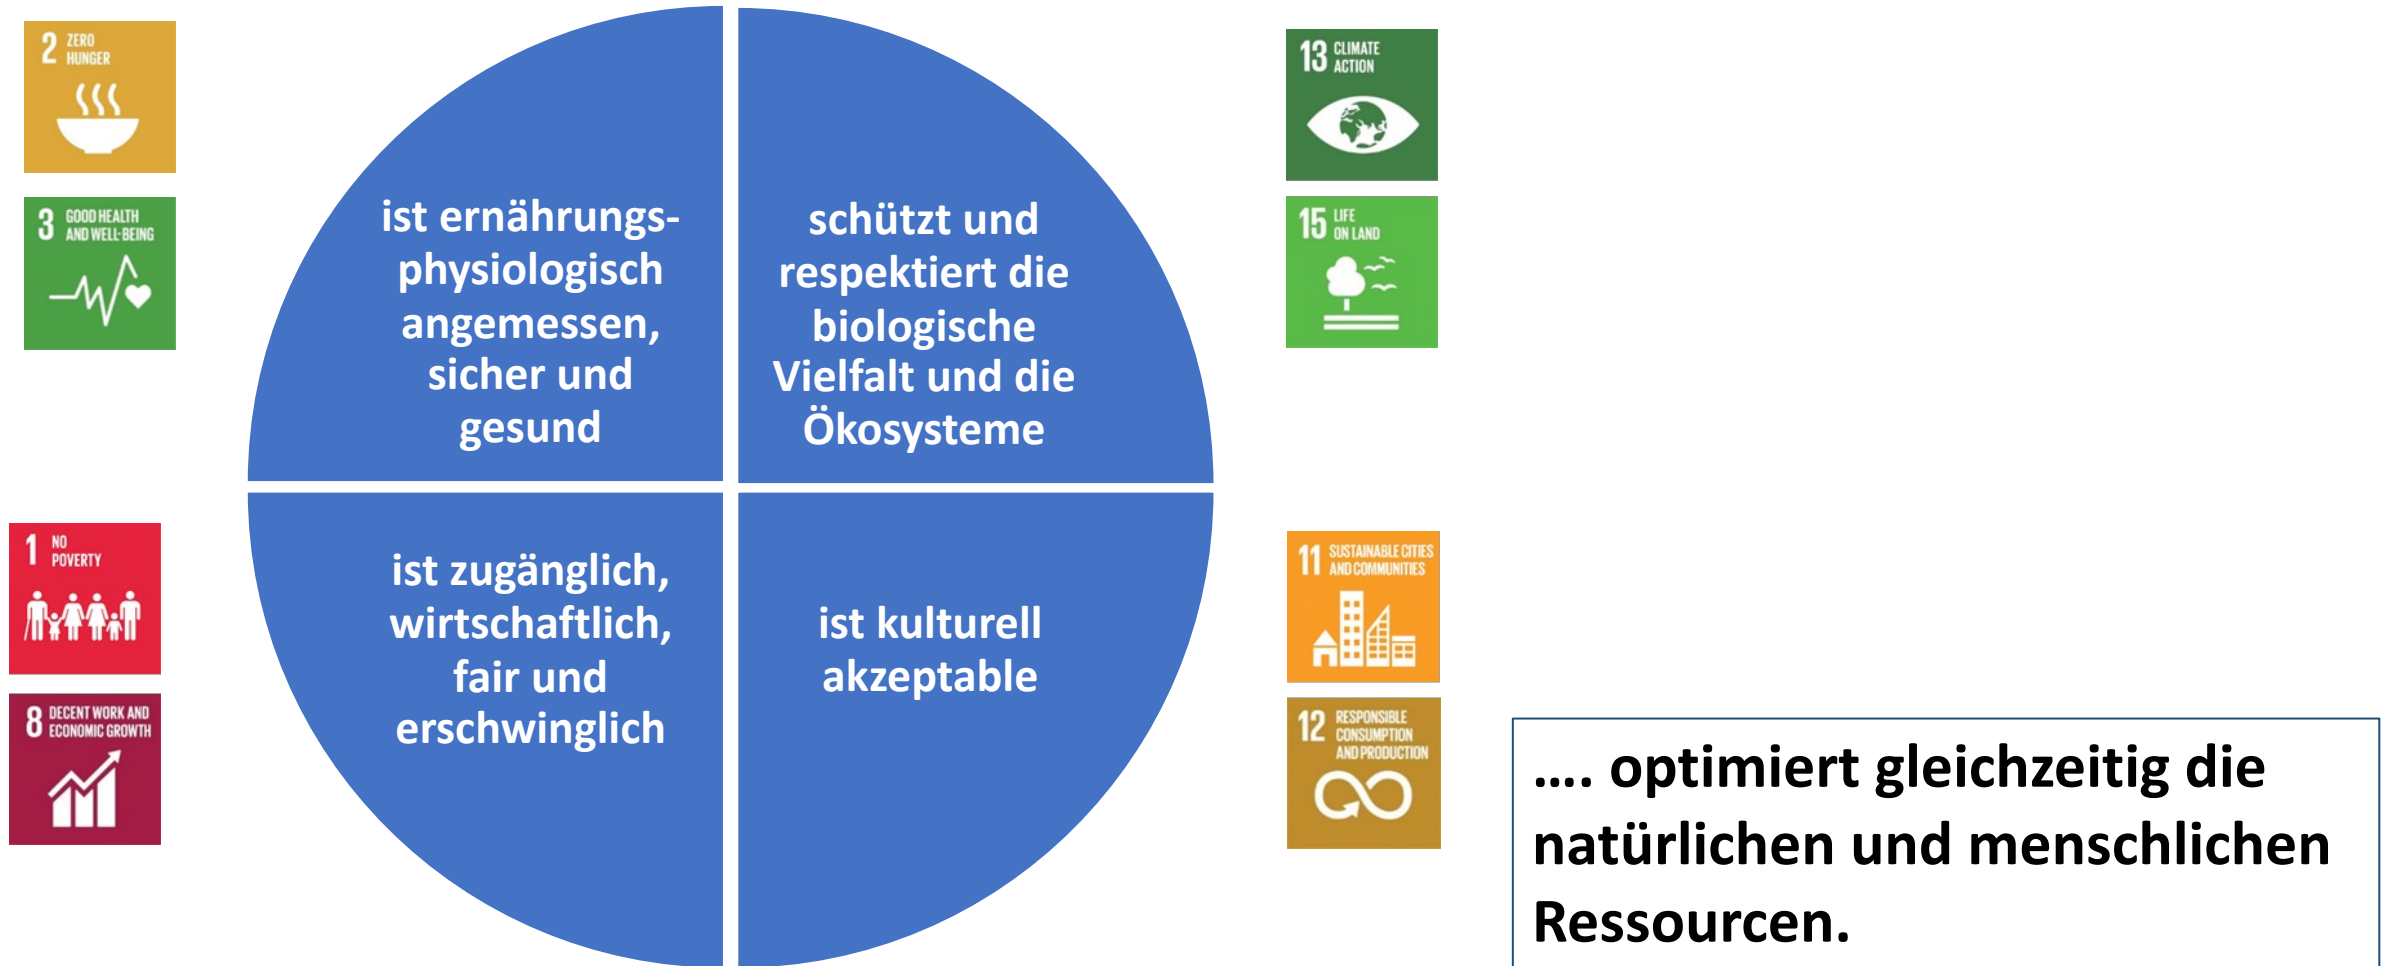 2 ZERO
HUNGER
3 GOOD HEALTH
AND WELL-BEING
ist ernährungs-
physiologisch
angemessen,
sicher und
gesund
schützt und
respektiert die
biologische
Vielfalt und die
Ökosysteme
13 CLIMATE
ACTION
15 LIFE
ON LAND
1 NO
POVERTY
8 DECENT WORK AND
ECONOMIC GROWTH
ist zugänglich,
wirtschaftlich,
fair und
erschwinglich
ist kulturell
akzeptable
11 SUSTAINABLE CITIES
AND COMMUNITIES
12 RESPONSIBLE
CONSUMPTION
AND PRODUCTION
.... optimiert gleichzeitig die
natürlichen und menschlichen
Ressourcen.